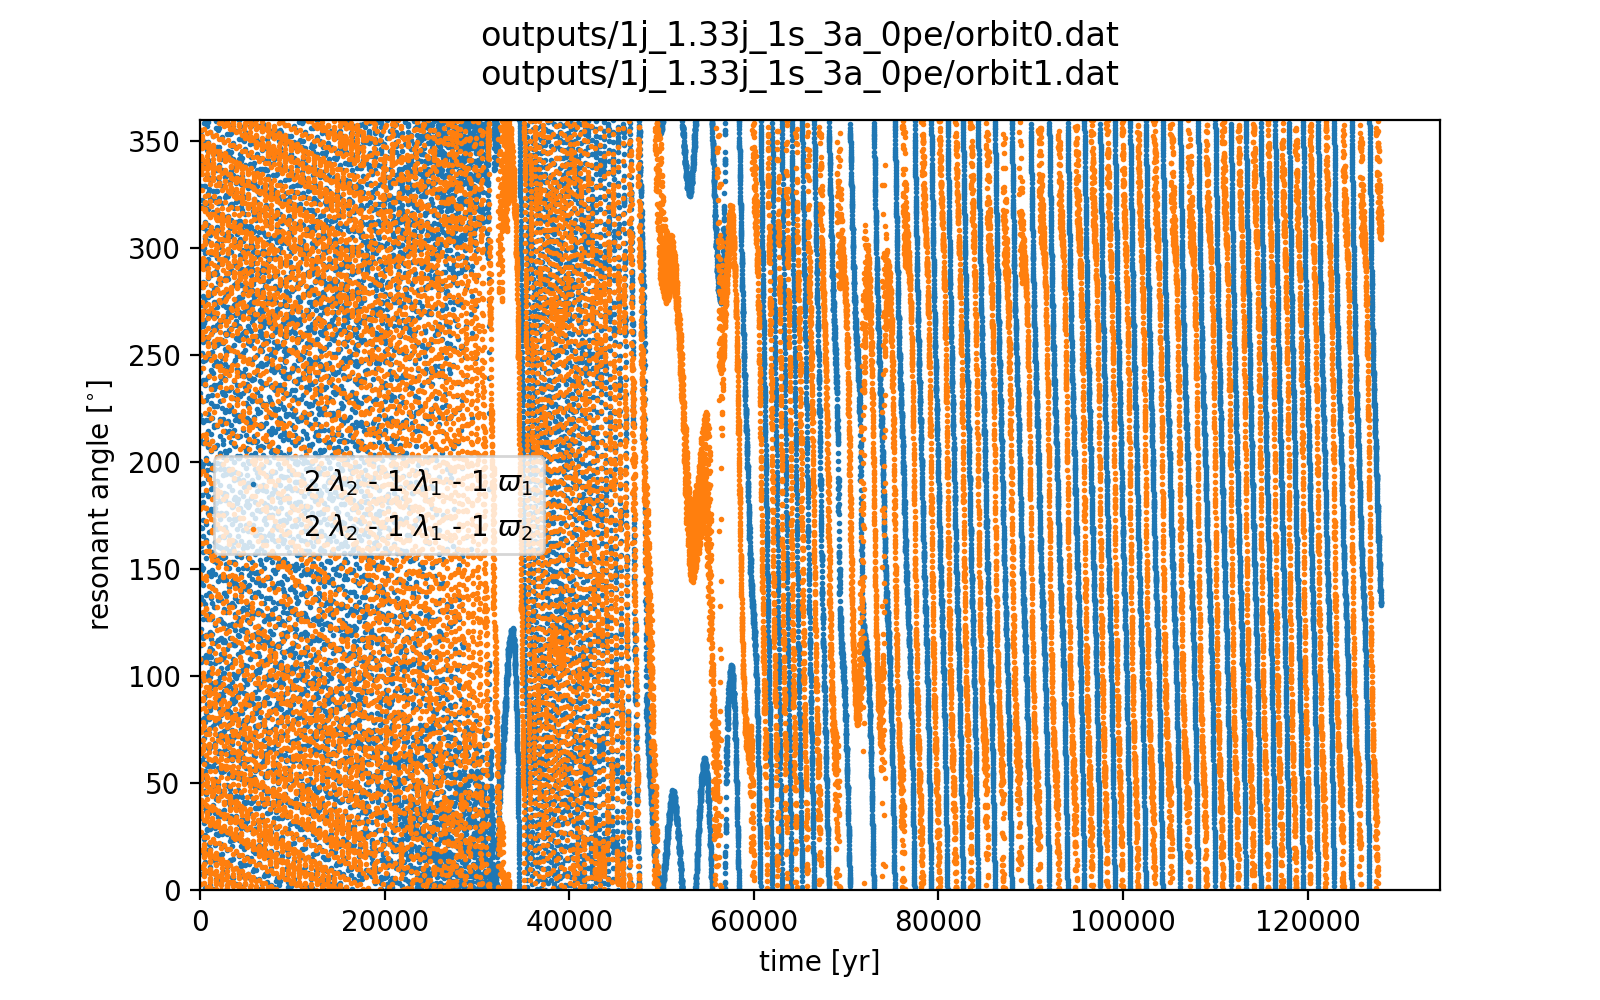 outputs/1j_1.33j_1s_3a_0pe/orbit0.dat
outputs/1j_1.33j_1s_3a_0pe/orbit1.dat
350
300
250
200
150
100
50
0
resonant angle [°]
2 λ₂ - 1 λ₁ - 1 ϖ₁
2 λ₂ - 1 λ₁ - 1 ϖ₂
0 20000 40000 60000 80000 100000 120000
time [yr]